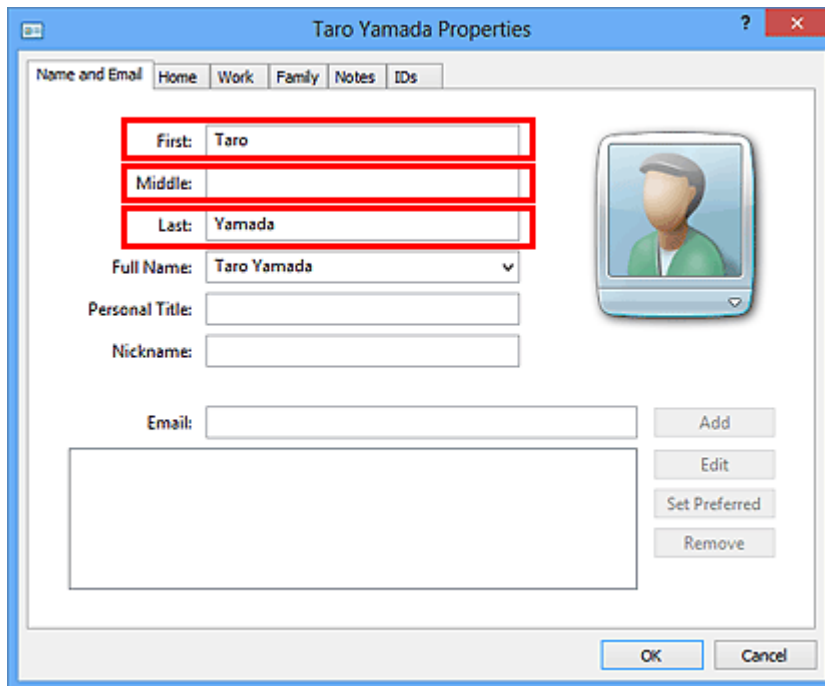 Taro Yamada Properties
?
Name and Email Home Work Family Notes IDs
First: Taro
Middle:
Last: Yamada
Full Name: Taro Yamada
Personal Title:
Nickname:
Email:
Add
Edit
Set Preferred
Remove
OK Cancel